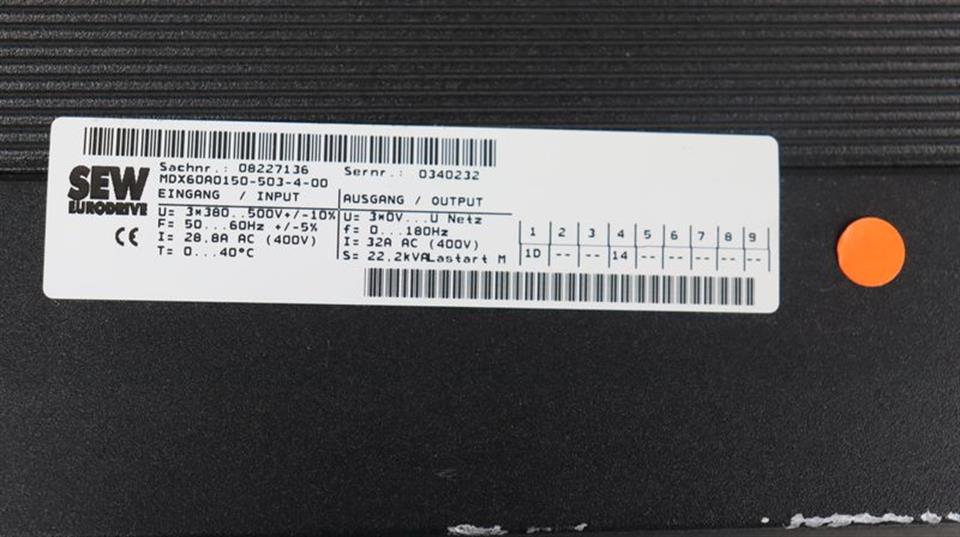 Sachnr.: 08227136 Sernr.: 0340232
SEW
EURODRIVE
MDX60A0150-503-4-00
EINGANG / INPUT
U= 3*380..500V+/-10%
F= 50...60Hz +/-5%
I= 28.8A AC (400V)
T= 0...40°C
CE
AUSGANG / OUTPUT
U= 3*0V...U Netz
f= 0...180Hz
I= 32A AC (400V)
S= 22.2kVA Lastart M
1 2 3 4 5 6 7 8 9
1D -- -- 14 -- -- -- -- --